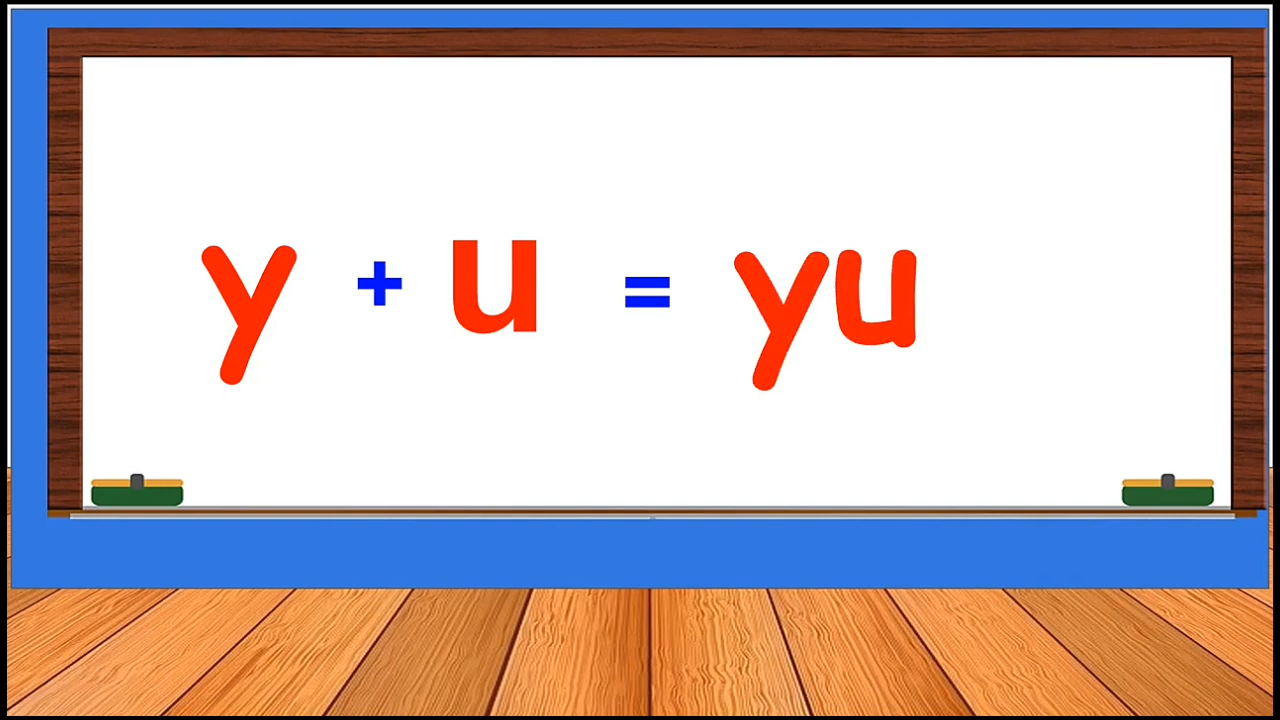 y + u = yu